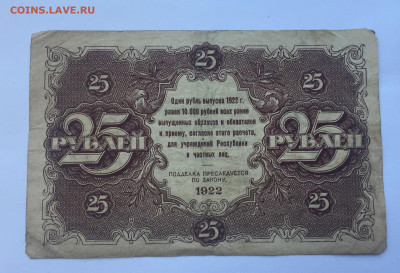 COINS.LAVE.RU
25 25
Один рубль выпуска 1922 г.
равен 10.000 рублей всех ранее
выпущенных образцов и обязателен
к приему, согласно этого расчета,
для учреждений Республики
и частных лиц.
25 РУБЛЕЙ 25 РУБЛЕЙ
ПОДДЕЛКА ПРЕСЛЕДУЕТСЯ
ПО ЗАКОНУ.
1922
25 25